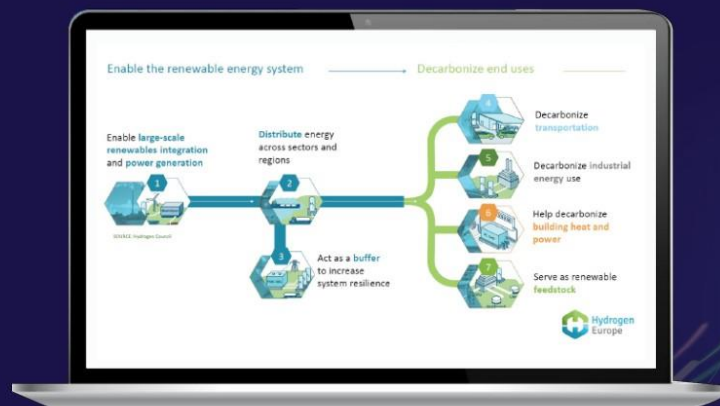 Enable the renewable energy system
Decarbonize end uses
Enable large-scale
renewables integration
and power generation
1
SOURCE: Hydrogen Council
Distribute energy
across sectors and
regions
2
3
Act as a buffer
to increase
system resilience
4
Decarbonize
transportation
5
Decarbonize industrial
energy use
6
Help decarbonize
building heat and
power
7
Serve as renewable
feedstock
Hydrogen
Europe